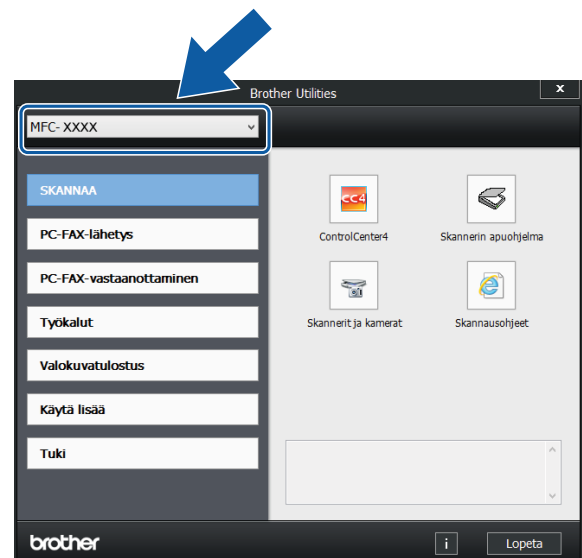 Brother Utilities
x
MFC- XXXX
SKANNAA
PC-FAX-lähetys
PC-FAX-vastaanottaminen
Työkalut
Valokuvatulostus
Käytä lisää
Tuki
CC4
ControlCenter4
Skannerin apuohjelma
Skannerit ja kamerat
Skannausohjeet
brother
i
Lopeta